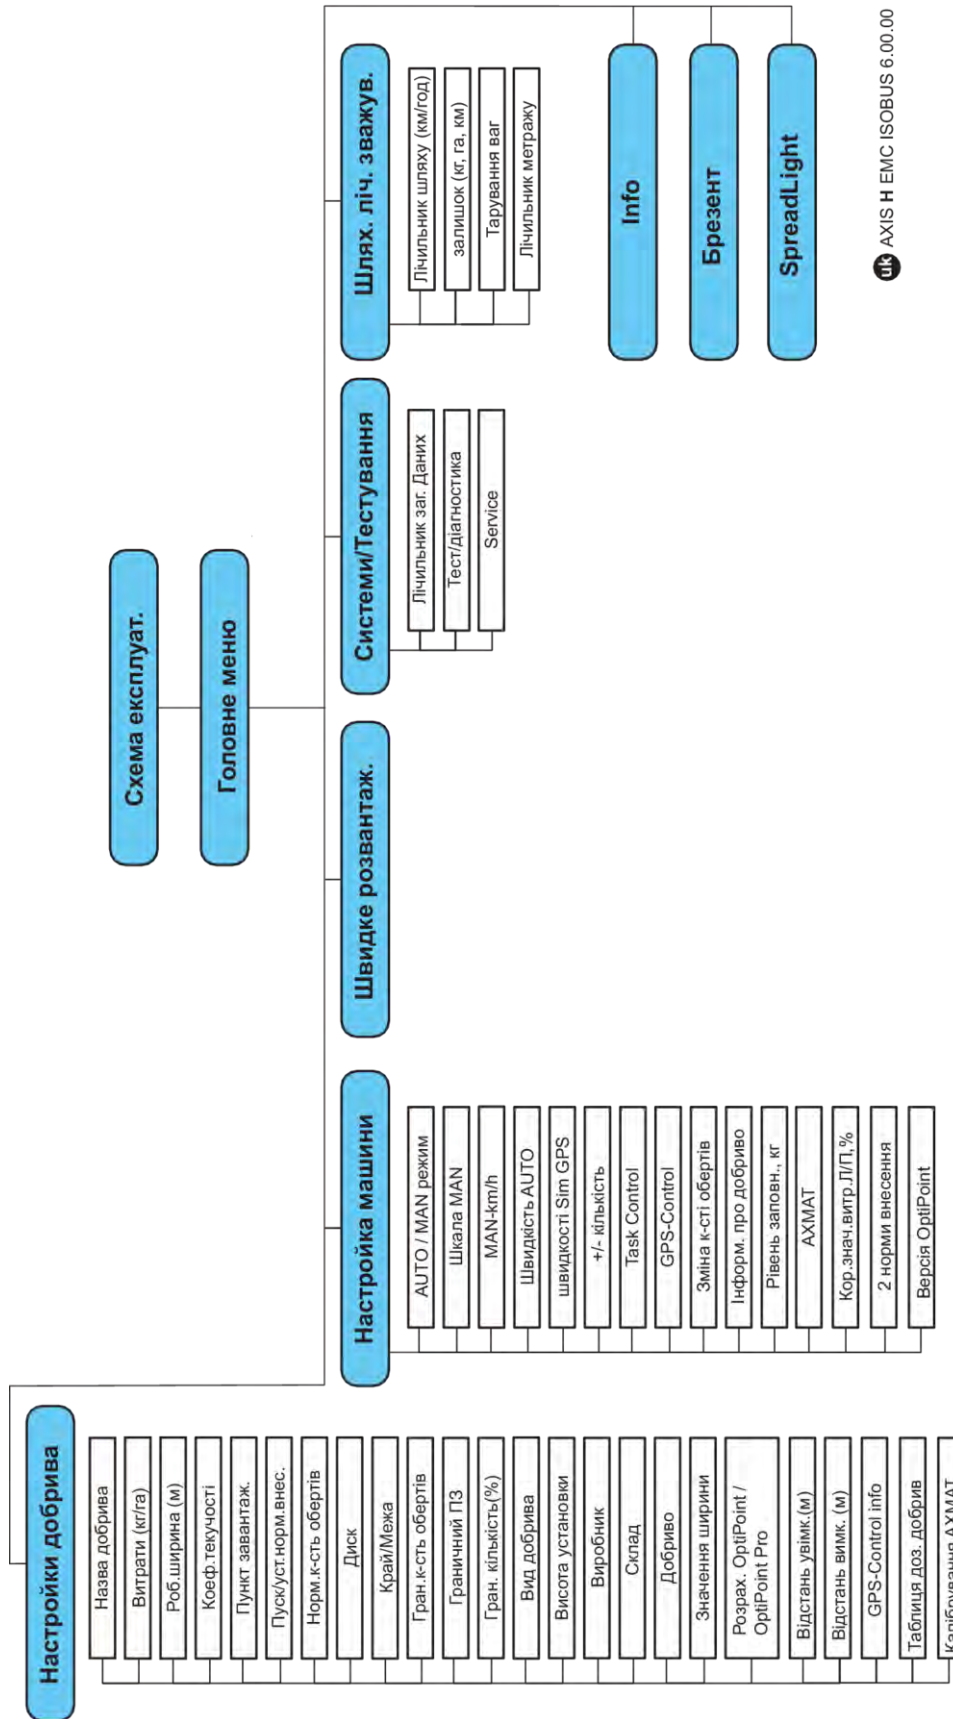 Схема експлуат.
Головне меню
Настройки добрива
Назва добрива
Витрати (кг/га)
Роб.ширина (м)
Коеф.текучості
Пункт завантаж.
Пуск/уст.норм.внес.
Норм.к-сть обертів
Диск
Край/Межа
Гран.к-сть обертів
Граничний ПЗ
Гран. кількість(%)
Вид добрива
Висота установки
Виробник
Склад
Добриво
Значення ширини
Розрах. OptiPoint /
OptiPoint Pro
Відстань увімк.(м)
Відстань вимк. (м)
GPS-Control info
Таблиця доз. добрив
Калібрування AXMAT
Настройка машини
AUTO / MAN режим
Шкала MAN
MAN-km/h
Швидкість AUTO
швидкості Sim GPS
+/- кількість
Task Control
GPS-Control
Зміна к-сті обертів
Інформ. про добриво
Рівень заповн., кг
AXMAT
Кор.знач.витр.Л/П,%
2 норми внесення
Версія OptiPoint
Швидке розвантаж.
Системи/Тестування
Лічильник заг. Даних
Тест/діагностика
Service
Шлях. ліч. зважув.
Лічильник шляху (км/год)
залишок (кг, га, км)
Тарування ваг
Лічильник метражу
Info
Брезент
SpreadLight
uk AXIS H EMC ISOBUS 6.00.00